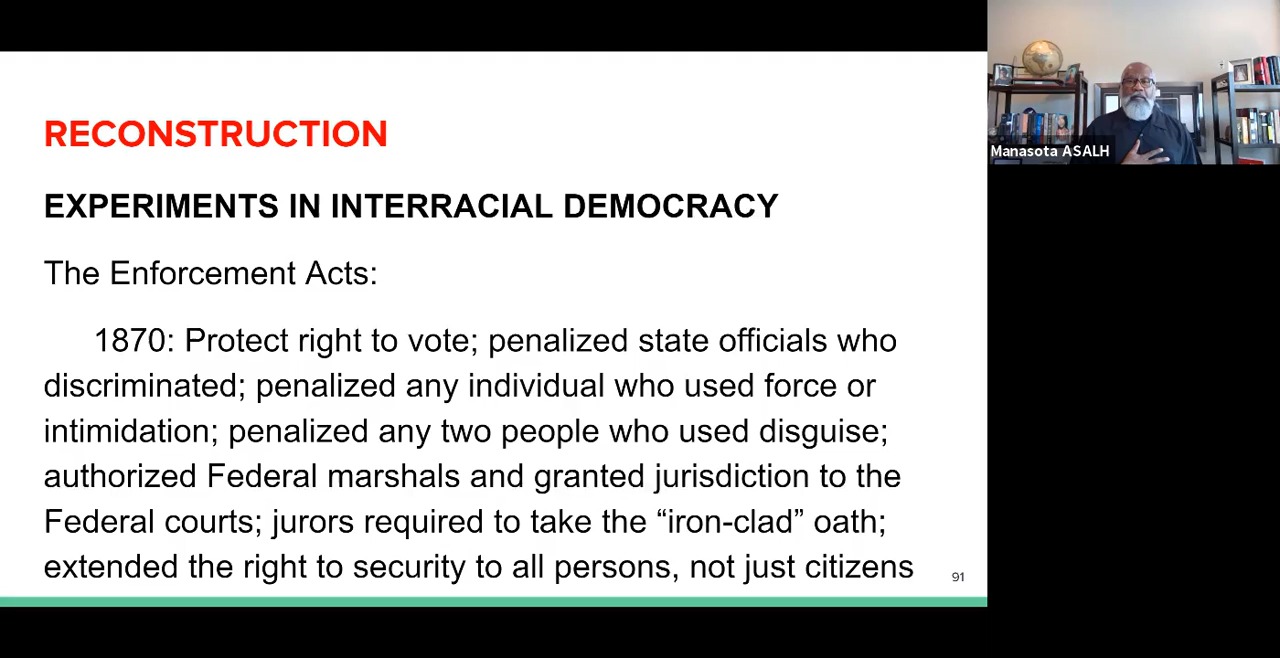 RECONSTRUCTION
EXPERIMENTS IN INTERRACIAL DEMOCRACY
The Enforcement Acts:
1870: Protect right to vote; penalized state officials who
discriminated; penalized any individual who used force or
intimidation; penalized any two people who used disguise;
authorized Federal marshals and granted jurisdiction to the
Federal courts; jurors required to take the “iron-clad” oath;
extended the right to security to all persons, not just citizens
91
Manasota ASALH